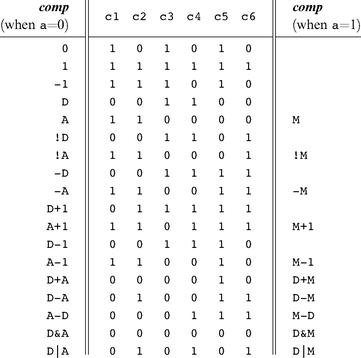 comp comp
(when a=0) c1 c2 c3 c4 c5 c6 (when a=1)
0 1 0 1 0 1 0
1 1 1 1 1 1 1
-1 1 1 1 0 1 0
D 0 0 1 1 0 0
A 1 1 0 0 0 0 M
!D 0 0 1 1 0 1
!A 1 1 0 0 0 1 !M
-D 0 0 1 1 1 1
-A 1 1 0 0 1 1 -M
D+1 0 1 1 1 1 1
A+1 1 1 0 1 1 1 M+1
D-1 0 0 1 1 1 0
A-1 1 1 0 0 1 0 M-1
D+A 0 0 0 0 1 0 D+M
D-A 0 1 0 0 1 1 D-M
A-D 0 0 0 1 1 1 M-D
D&A 0 0 0 0 0 0 D&M
D|A 0 1 0 1 0 1 D|M